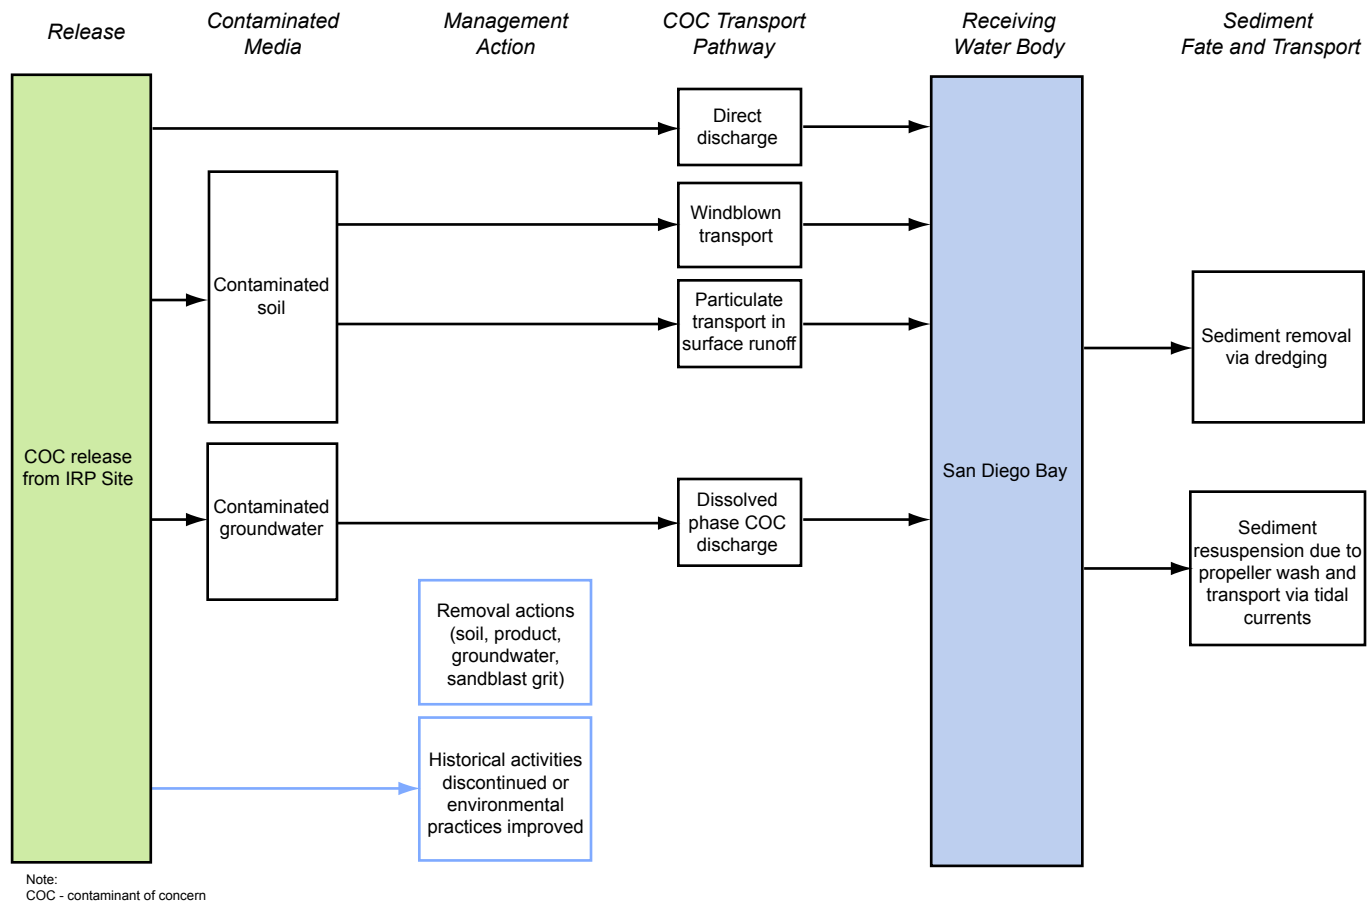 Release
Contaminated
Media
Management
Action
COC Transport
Pathway
Receiving
Water Body
Sediment
Fate and Transport
COC release
from IRP Site
Contaminated
soil
Contaminated
groundwater
Removal actions
(soil, product,
groundwater,
sandblast grit)
Historical activities
discontinued or
environmental
practices improved
Direct
discharge
Windblown
transport
Particulate
transport in
surface runoff
Dissolved
phase COC
discharge
San Diego Bay
Sediment removal
via dredging
Sediment
resuspension due to
propeller wash and
transport via tidal
currents
Note:
COC - contaminant of concern